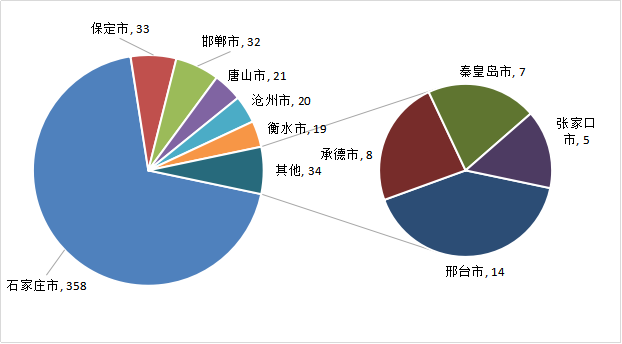 保定市, 33
邯郸市, 32
唐山市, 21
沧州市, 20
衡水市, 19
其他, 34
石家庄市, 358
秦皇岛市, 7
张家口
市, 5
承德市, 8
邢台市, 14